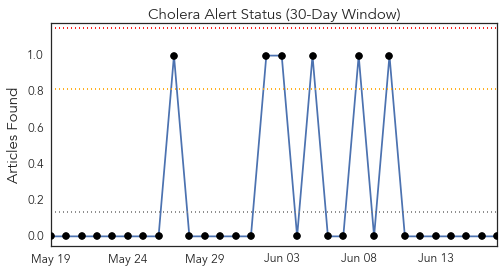 Cholera Alert Status (30-Day Window)
Articles Found
1.0
0.8
0.6
0.4
0.2
0.0
May 19 May 24 May 29 Jun 03 Jun 08 Jun 13